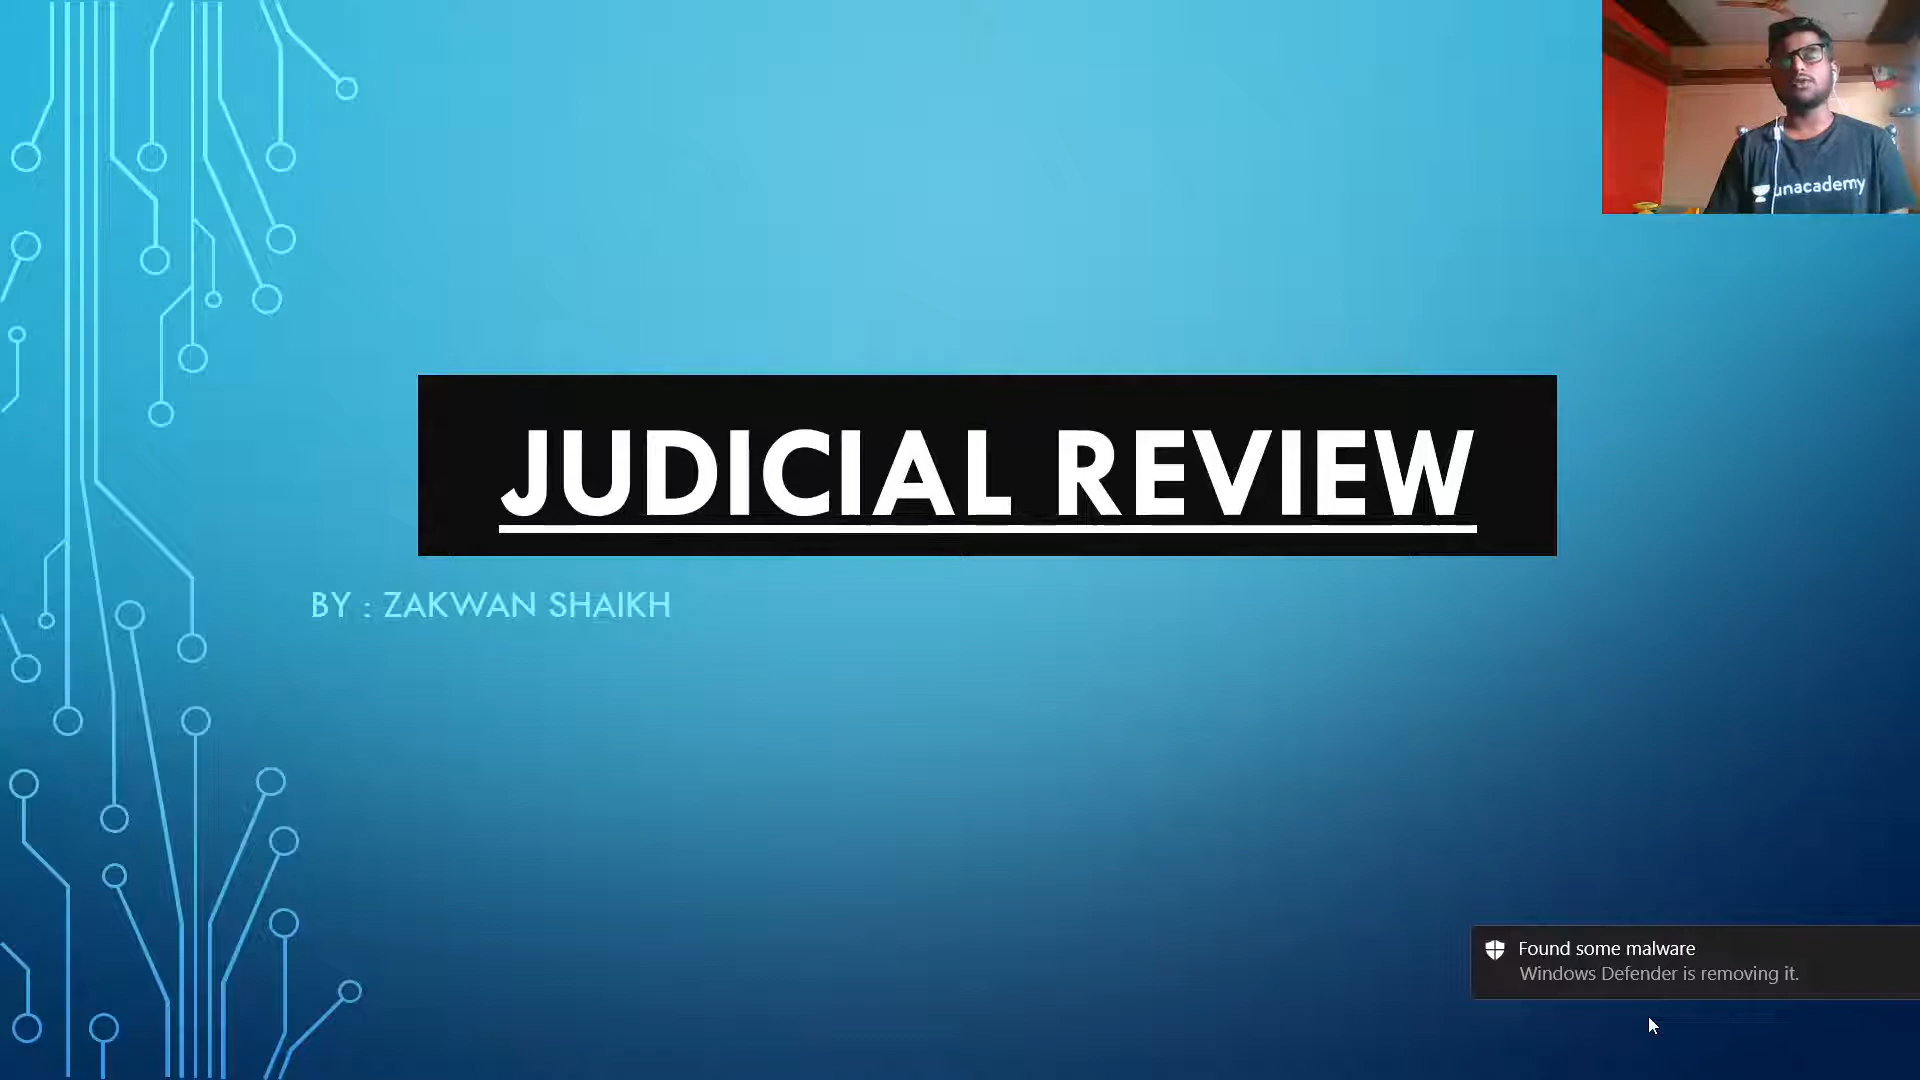 unacademy
JUDICIAL REVIEW
BY : ZAKWAN SHAIKH
Found some malware
Windows Defender is removing it.